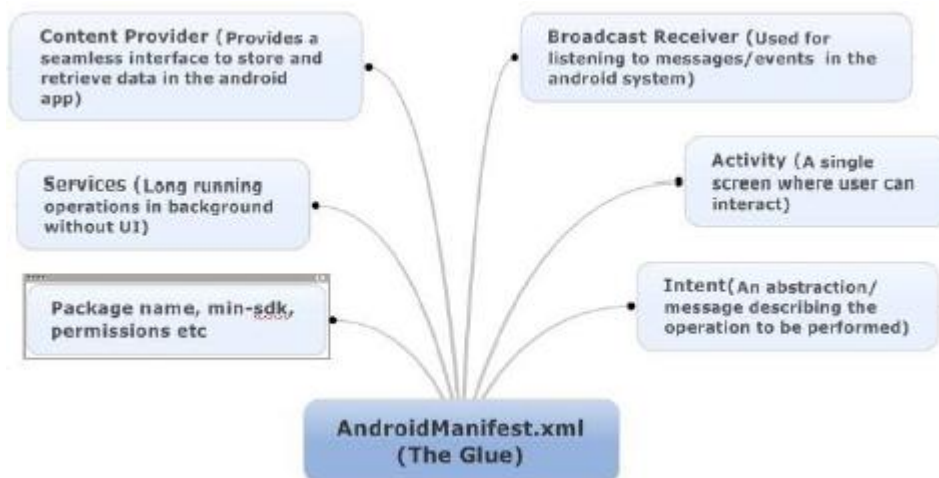 Content Provider (Provides a
seamless interface to store and
retrieve data in the android
app)
Broadcast Receiver (Used for
listening to messages/events in the
android system)
Services (Long running
operations in background
without UI)
Activity (A single
screen where user can
interact)
Package name, min-sdk,
permissions etc
Intent(An abstraction/
message describing the
operation to be performed)
AndroidManifest.xml
(The Glue)